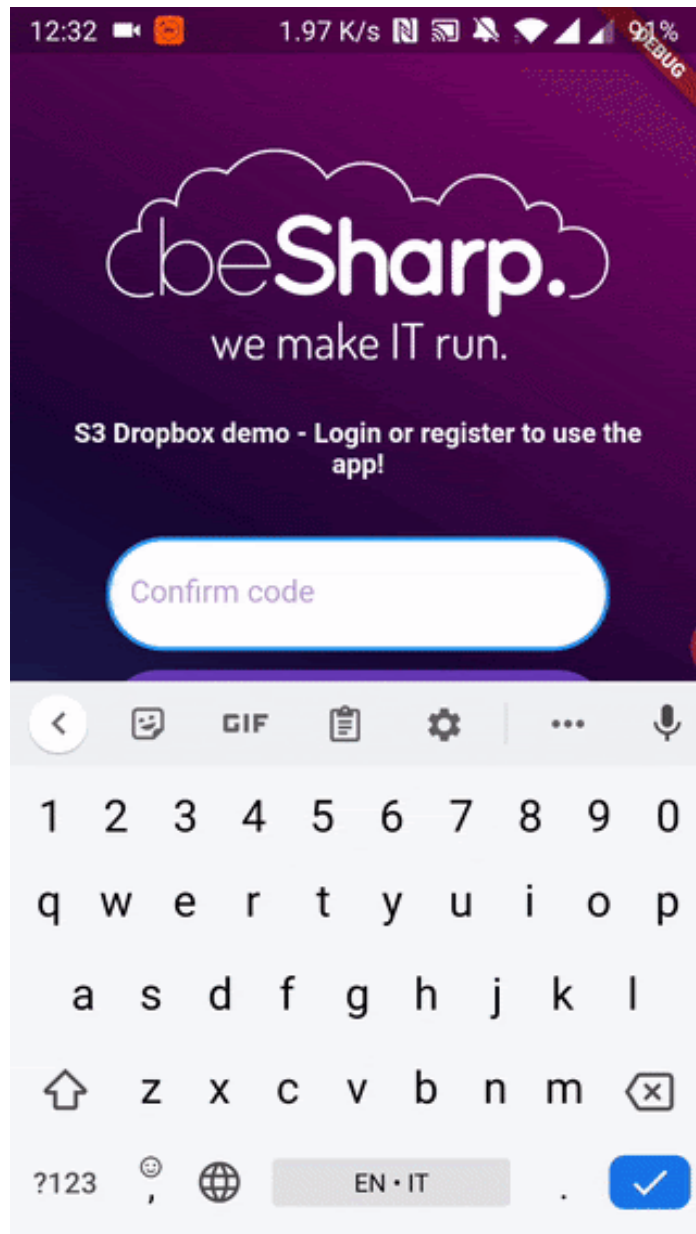 12:32 1.97 K/s 91%
DEBUG
beSharp.
we make IT run.
S3 Dropbox demo - Login or register to use the
app!
Confirm code
GIF
1 2 3 4 5 6 7 8 9 0
q w e r t y u i o p
a s d f g h j k l
z x c v b n m
?123 , EN • IT .